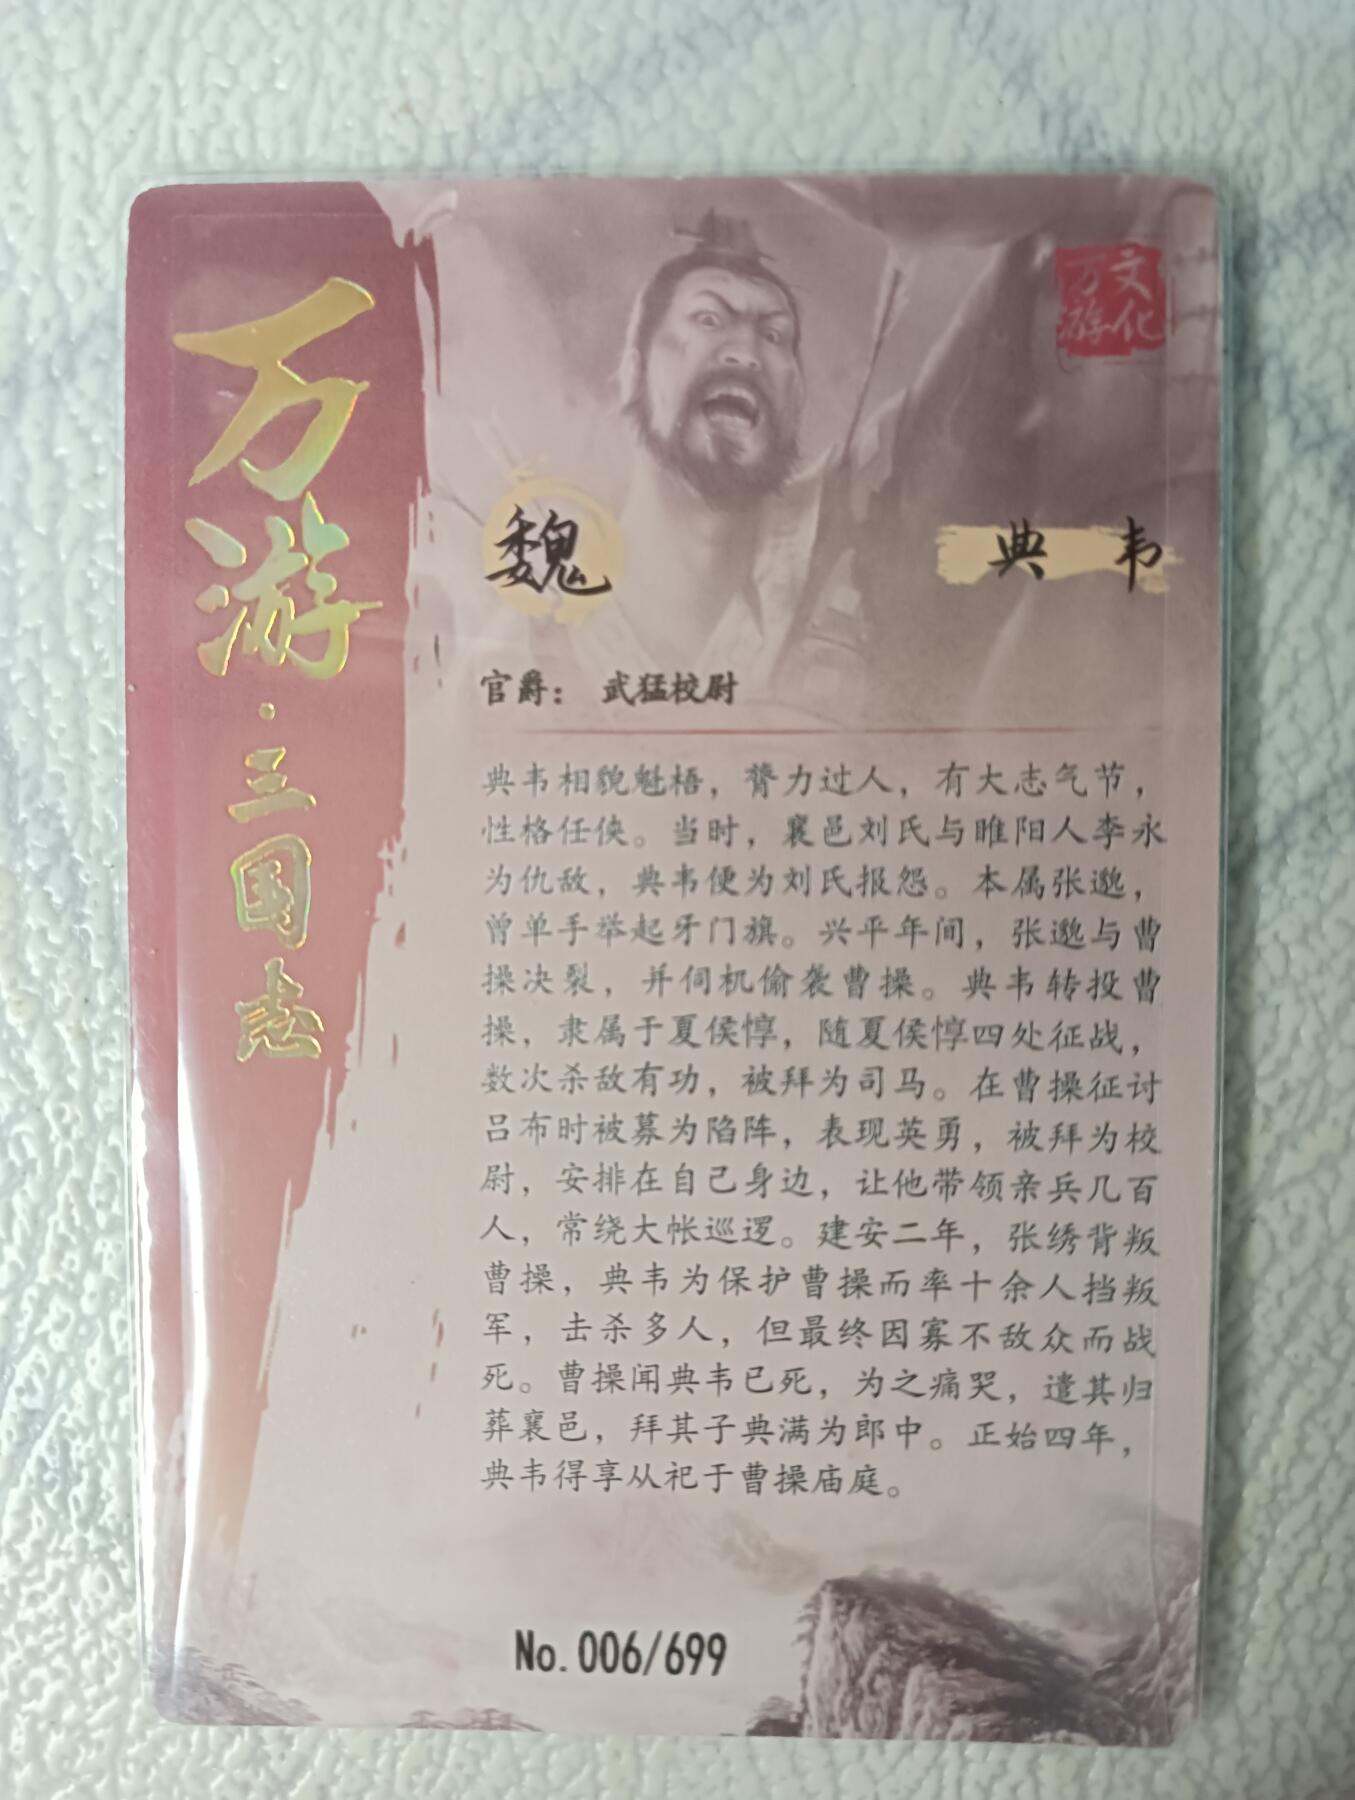 万游·三国志
万游文化
魏
典韦
官爵： 武猛校尉
典韦相貌魁梧，膂力过人，有大志气节，
性格任侠。当时，襄邑刘氏与睢阳人李永
为仇敌，典韦便为刘氏报怨。本属张邈，
曾单手举起牙门旗。兴平年间，张邈与曹
操决裂，并伺机偷袭曹操。典韦转投曹
操，隶属于夏侯惇，随夏侯惇四处征战，
数次杀敌有功，被拜为司马。在曹操征讨
吕布时被募为陷阵，表现英勇，被拜为校
尉，安排在自己身边，让他带领亲兵几百
人，常绕大帐巡逻。建安二年，张绣背叛
曹操，典韦为保护曹操而率十余人挡叛
军，击杀多人，但最终因寡不敌众而战
死。曹操闻典韦已死，为之痛哭，遣其归
葬襄邑，拜其子典满为郎中。正始四年，
典韦得享从祀于曹操庙庭。
No.006/699